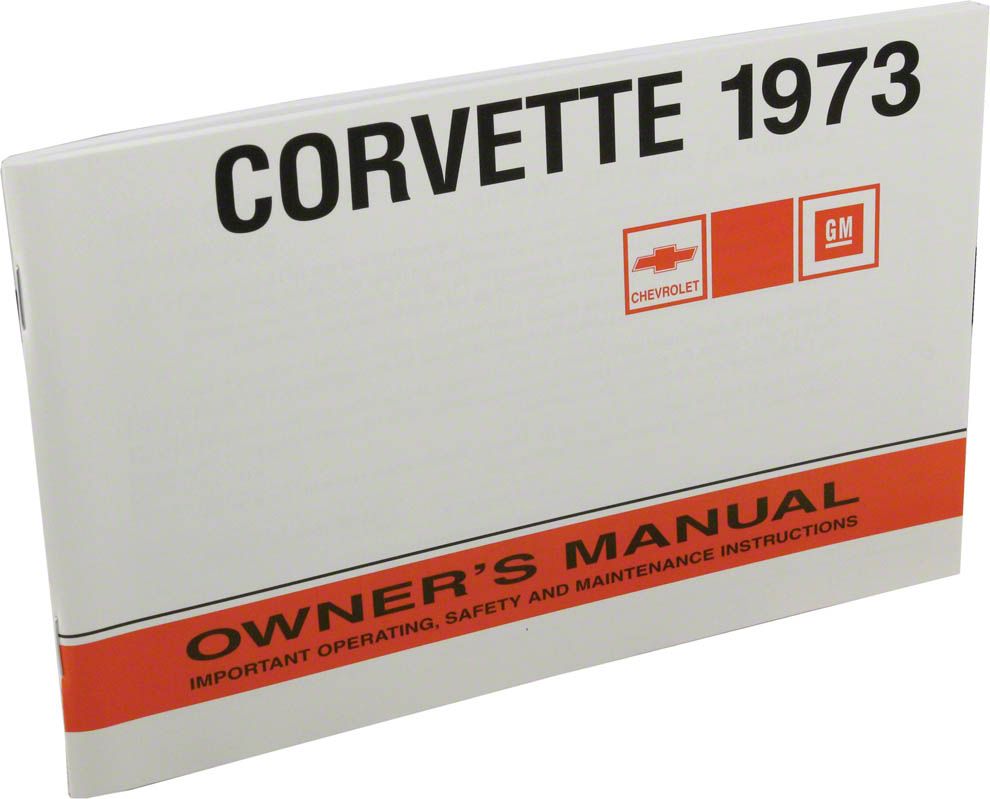 CORVETTE 1973
CHEVROLET
GM
OWNER'S MANUAL
IMPORTANT OPERATING, SAFETY AND MAINTENANCE INSTRUCTIONS